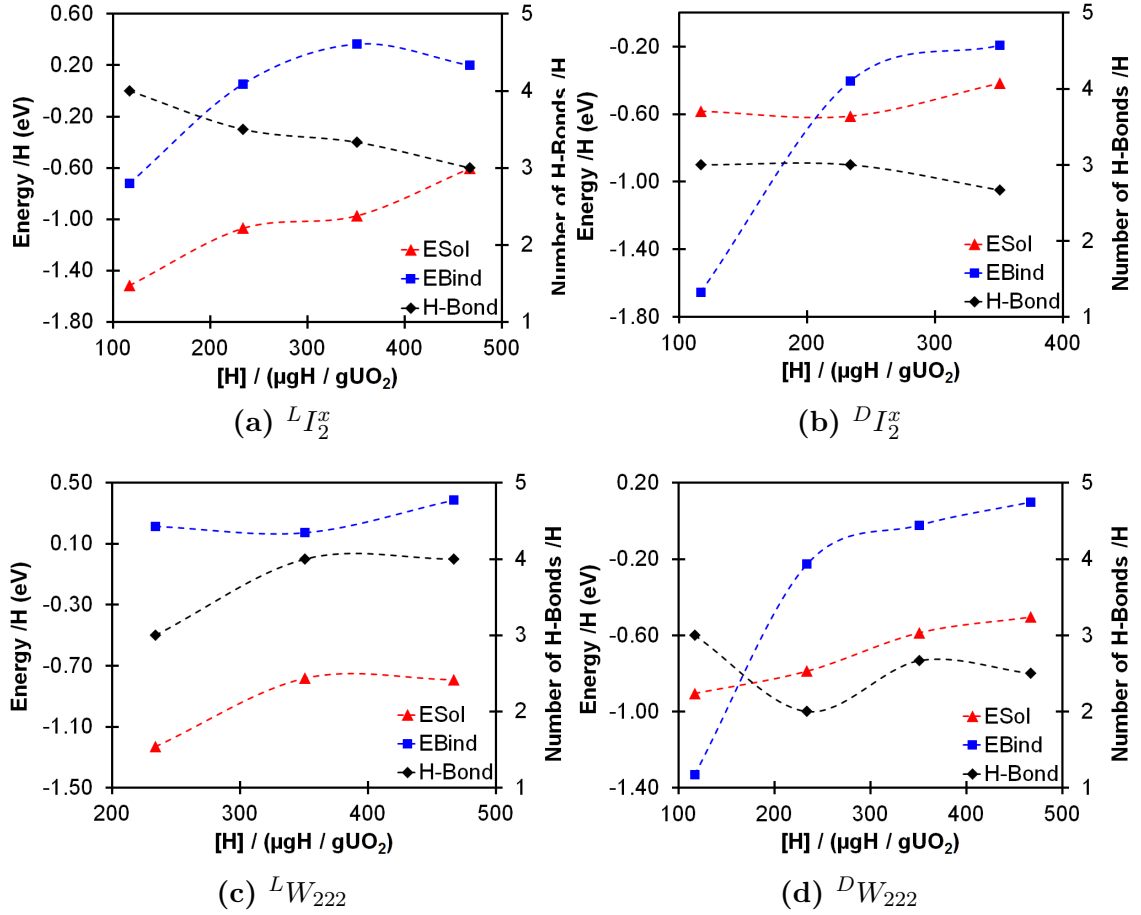 0.60
0.20
-0.20
-0.60
-1.00
-1.40
-1.80
Energy /H (eV)
5
4
3
2
1
Number of H-Bonds /H
ESol
EBind
H-Bond
100 200 300 400 500
[H] / (µgH / gUO₂)
(a) ᴸI₂ˣ
-0.20
-0.60
-1.00
-1.40
-1.80
Energy /H (eV)
5
4
3
2
1
Number of H-Bonds /H
ESol
EBind
H-Bond
100 200 300 400
[H] / (µgH / gUO₂)
(b) ᴰI₂ˣ
0.50
0.10
-0.30
-0.70
-1.10
-1.50
Energy /H (eV)
5
4
3
2
1
Number of H-Bonds /H
ESol
EBind
H-Bond
200 300 400 500
[H] / (µgH / gUO₂)
(c) ᴸW₂₂₂
0.20
-0.20
-0.60
-1.00
-1.40
Energy /H (eV)
5
4
3
2
1
Number of H-Bonds /H
ESol
EBind
H-Bond
100 200 300 400 500
[H] / (µgH / gUO₂)
(d) ᴰW₂₂₂